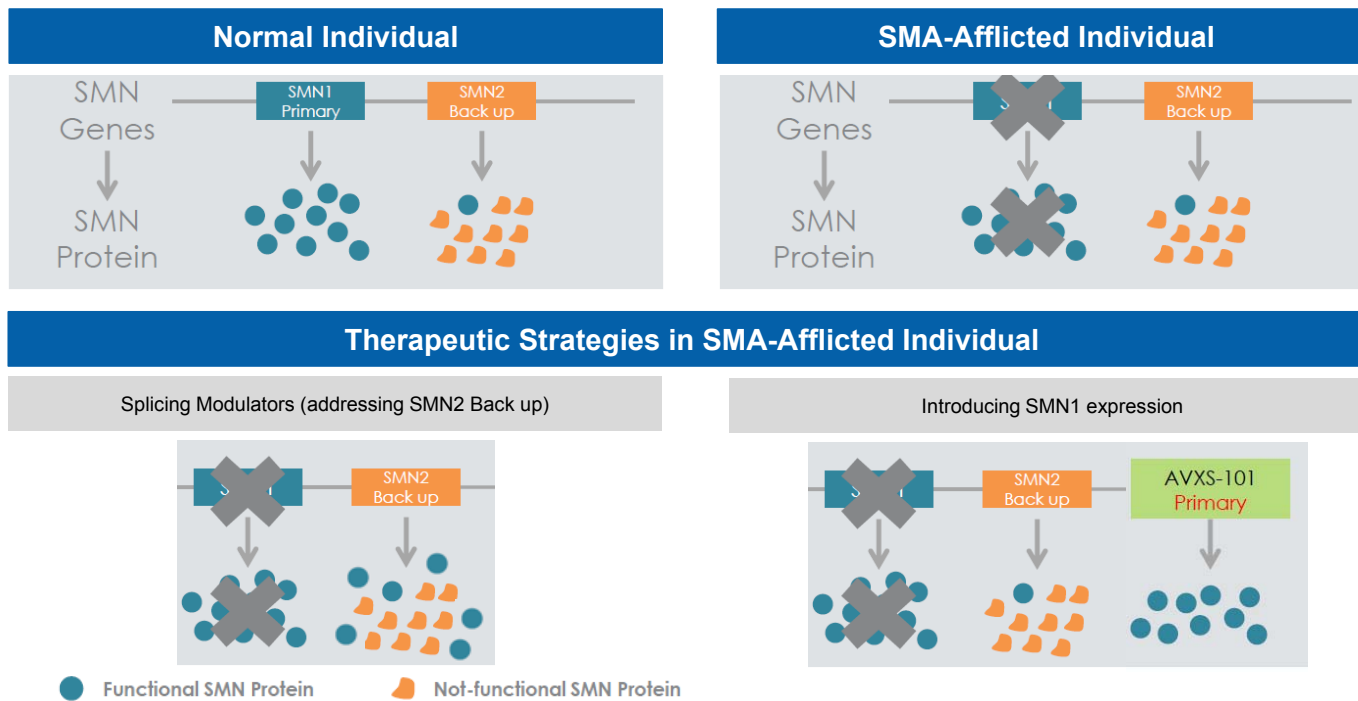 Normal Individual
SMN
Genes
SMN1
Primary
SMN2
Back up
SMN
Protein
SMA-Afflicted Individual
SMN
Genes
SMN2
Back up
SMN
Protein
Therapeutic Strategies in SMA-Afflicted Individual
Splicing Modulators (addressing SMN2 Back up)
SMN2
Back up
Introducing SMN1 expression
SMN2
Back up
AVXS-101
Primary
Functional SMN Protein
Not-functional SMN Protein